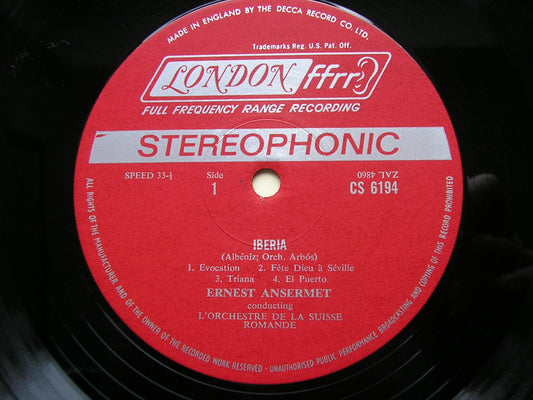 MADE IN ENGLAND BY THE DECCA RECORD CO. LTD.
Trademarks Reg. U.S. Pat. Off.
LONDON ffrr
FULL FREQUENCY RANGE RECORDING
STEREOPHONIC
SPEED 33-⅓
Side
1
ZAL 4860
CS 6194
IBERIA
(Albéniz; Orch. Arbós)
1. Evocation 2. Fête Dieu à Séville
3. Triana 4. El Puerto
ERNEST ANSERMET
conducting
L'ORCHESTRE DE LA SUISSE
ROMANDE
ALL RIGHTS OF THE MANUFACTURER AND OF THE OWNER OF THE RECORDED WORK RESERVED - UNAUTHORISED PUBLIC PERFORMANCE BROADCASTING AND COPYING OF THIS RECORD PROHIBITED